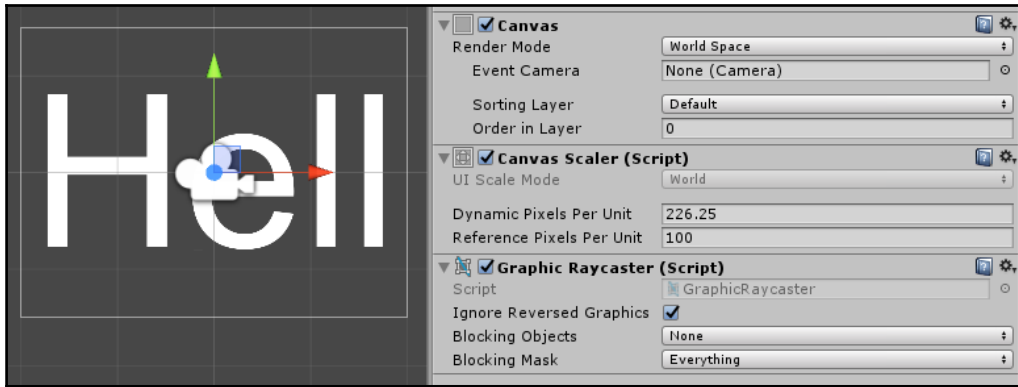 Hell
Canvas
Render Mode World Space
Event Camera None (Camera)
Sorting Layer Default
Order in Layer 0
Canvas Scaler (Script)
UI Scale Mode World
Dynamic Pixels Per Unit 226.25
Reference Pixels Per Unit 100
Graphic Raycaster (Script)
Script GraphicRaycaster
Ignore Reversed Graphics
Blocking Objects None
Blocking Mask Everything